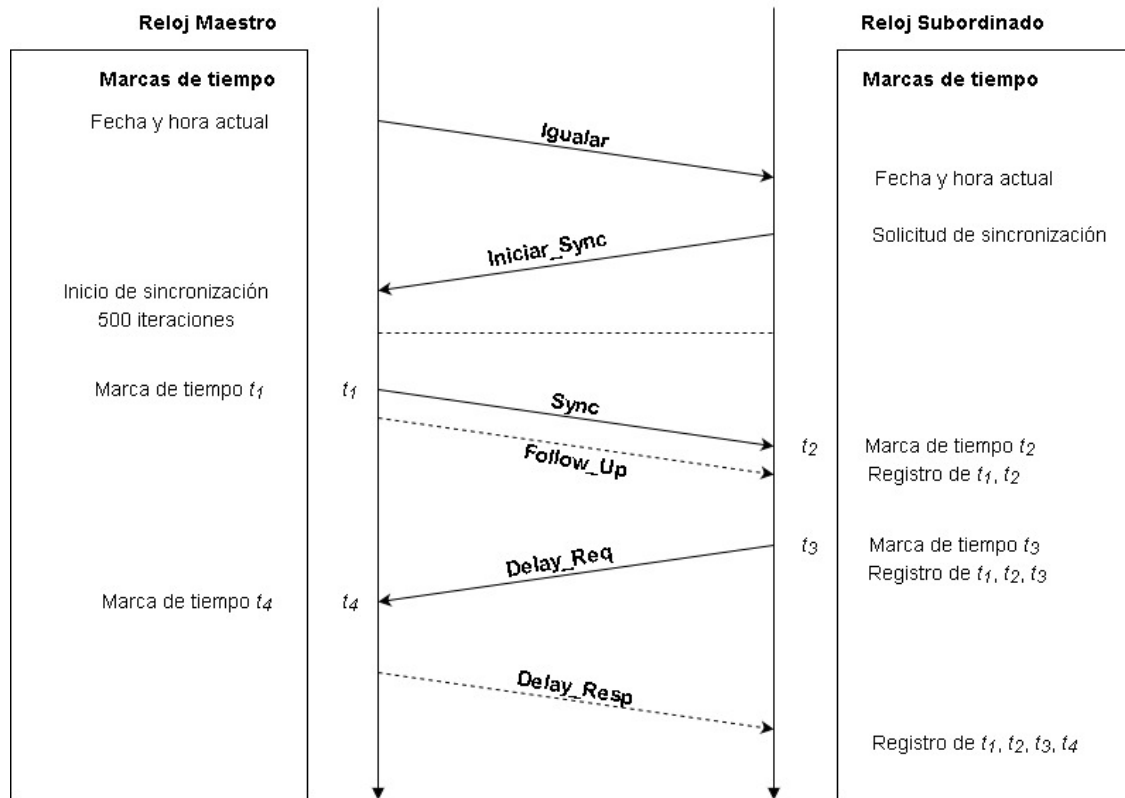 Reloj Maestro
Reloj Subordinado
Marcas de tiempo
Marcas de tiempo
Fecha y hora actual
Igualar
Fecha y hora actual
Solicitud de sincronización
Iniciar_Sync
Inicio de sincronización
500 iteraciones
Marca de tiempo t1
t1
Sync
t2
Marca de tiempo t2
Follow_Up
Registro de t1, t2
t3
Marca de tiempo t3
Delay_Req
Registro de t1, t2, t3
Marca de tiempo t4
t4
Delay_Resp
Registro de t1, t2, t3, t4